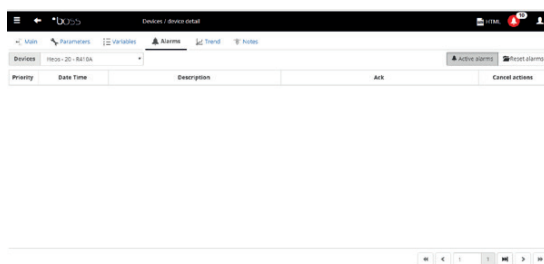 boss Devices / device detail HTML 10
Main Parameters Variables Alarms Trend Notes
Devices Active alarms Reset alarms
Priority Date Time Description Ack Cancel actions
1 1